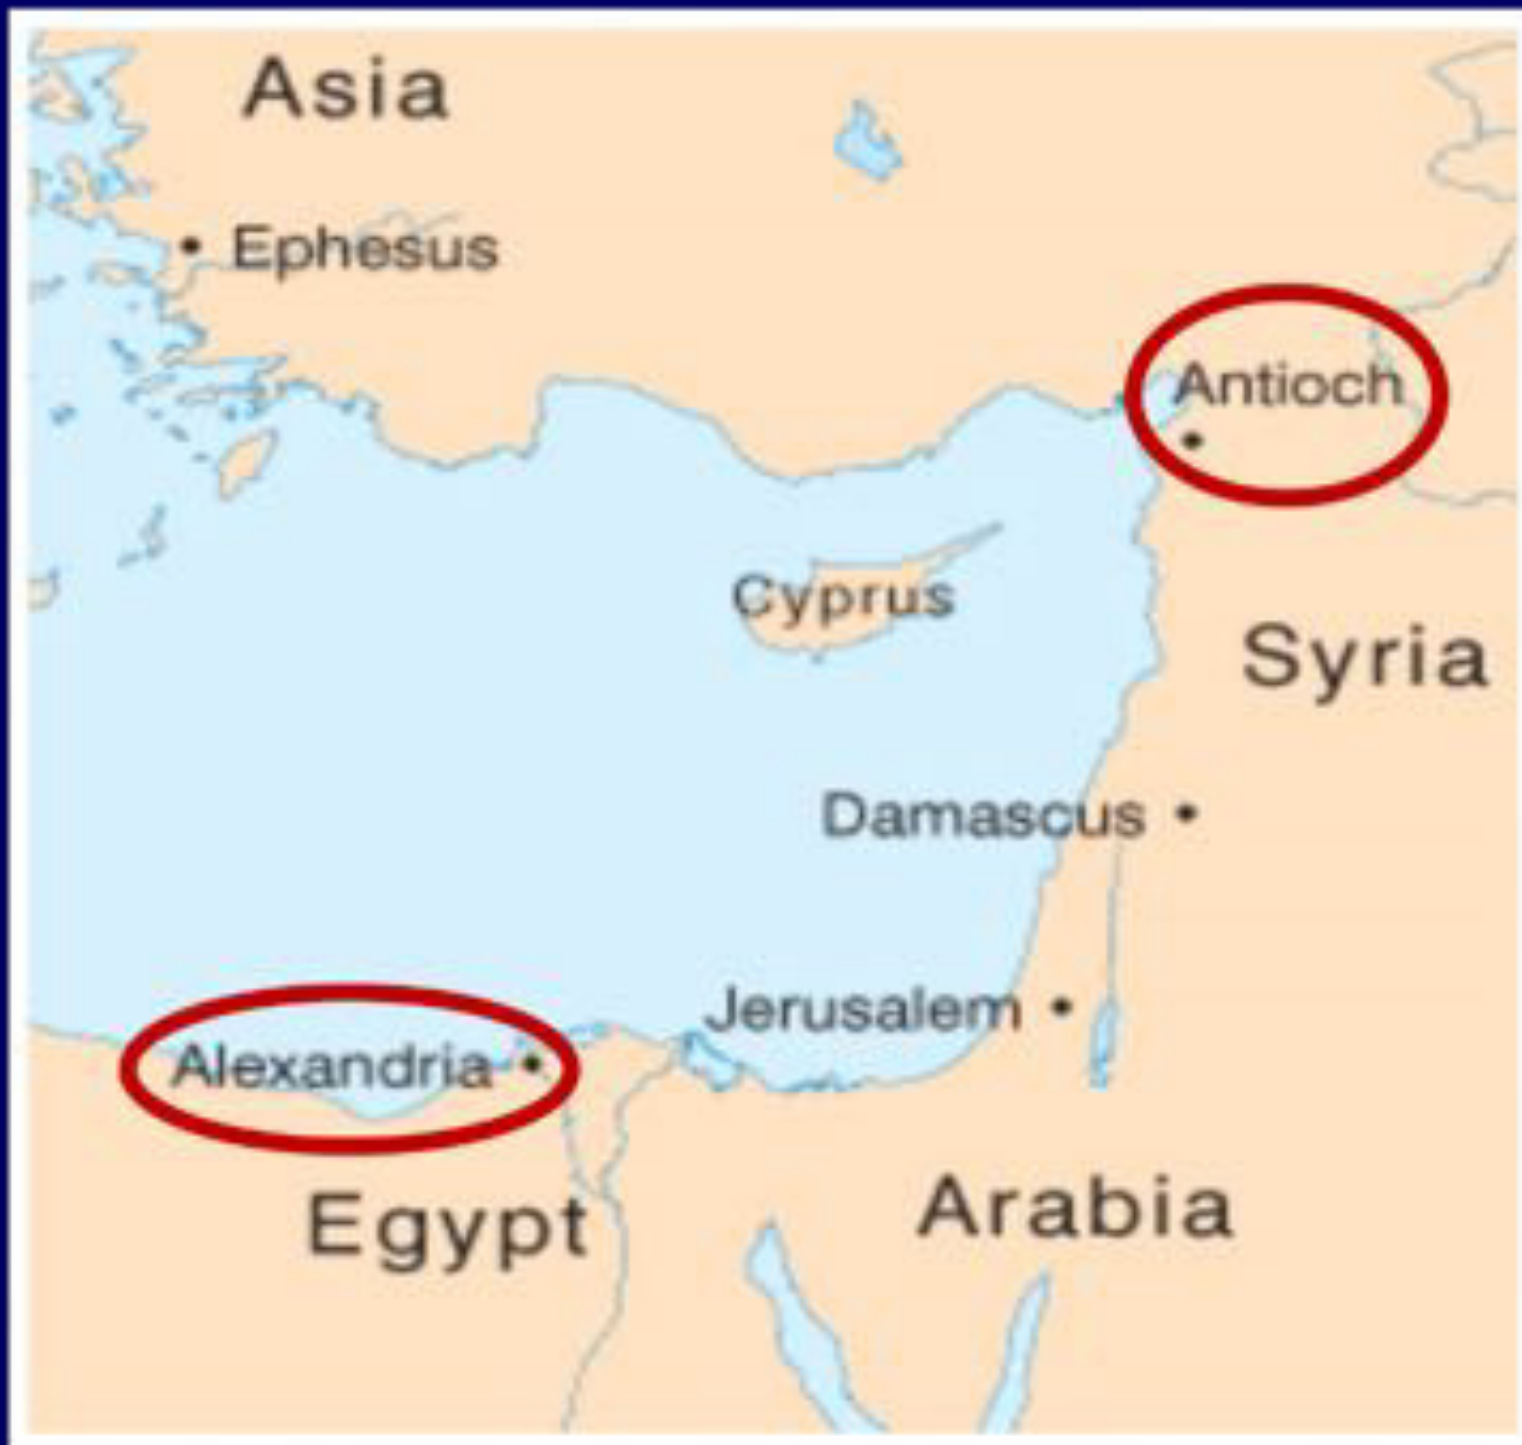 Asia
Ephesus
Antioch
Cyprus
Syria
Damascus
Jerusalem
Alexandria
Egypt
Arabia